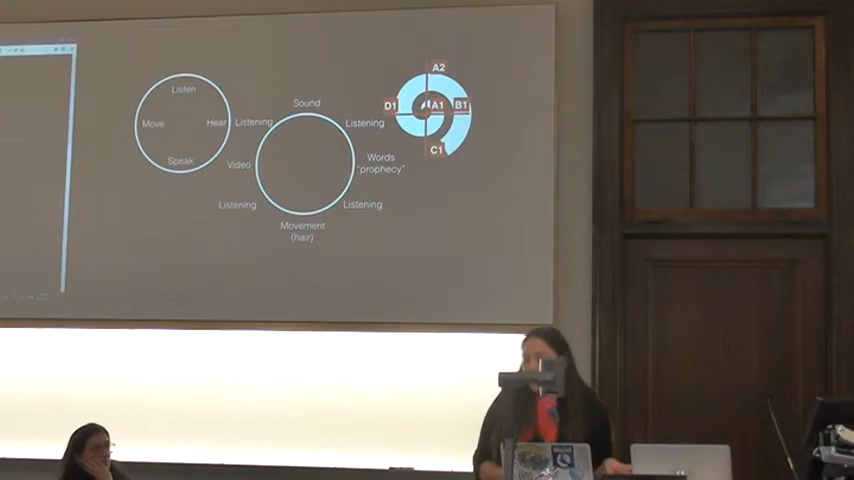 Listen
Move
Hear
Speak
Sound
Listening
Listening
Video
Words
"prophecy"
Listening
Listening
Movement
(hair)
A2
D1
A1
B1
C1